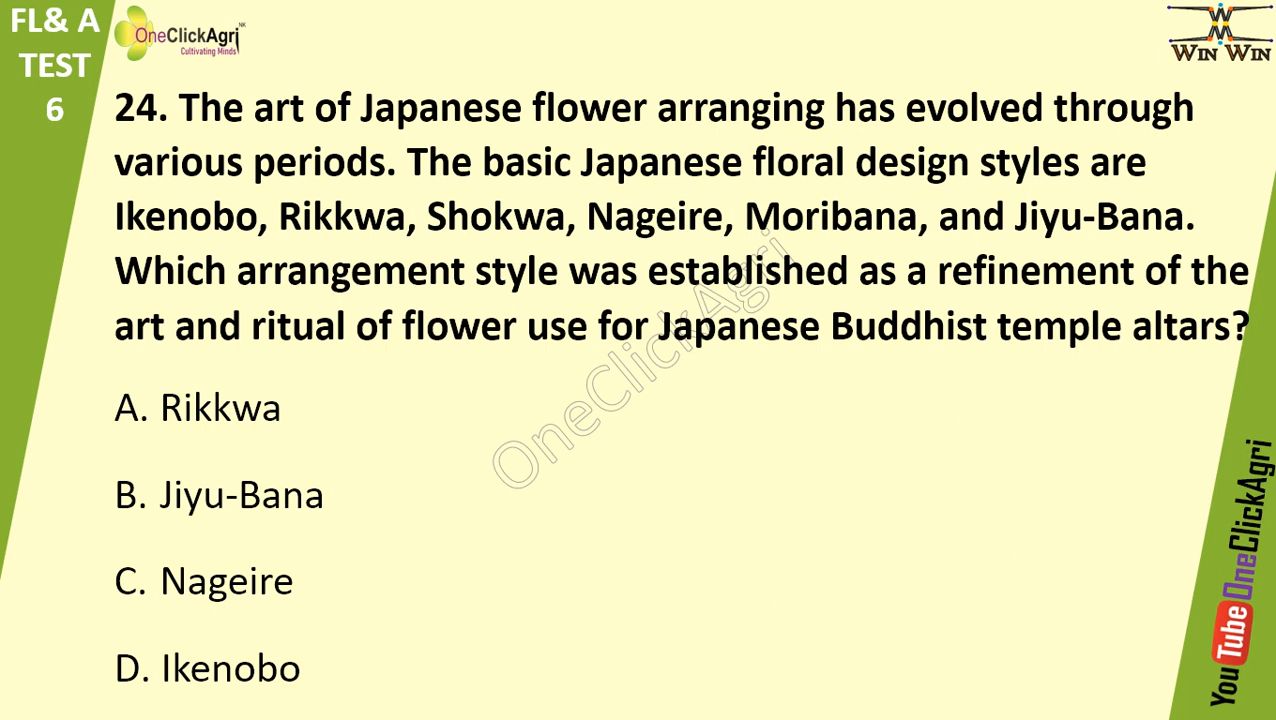 FL& A
TEST
6
OneClickAgri NK
Cultivating Minds
WIN WIN
24. The art of Japanese flower arranging has evolved through
various periods. The basic Japanese floral design styles are
Ikenobo, Rikkwa, Shokwa, Nageire, Moribana, and Jiyu-Bana.
Which arrangement style was established as a refinement of the
art and ritual of flower use for Japanese Buddhist temple altars?
A. Rikkwa
B. Jiyu-Bana
C. Nageire
D. Ikenobo
OneClickAgri
YouTube OneClickAgri